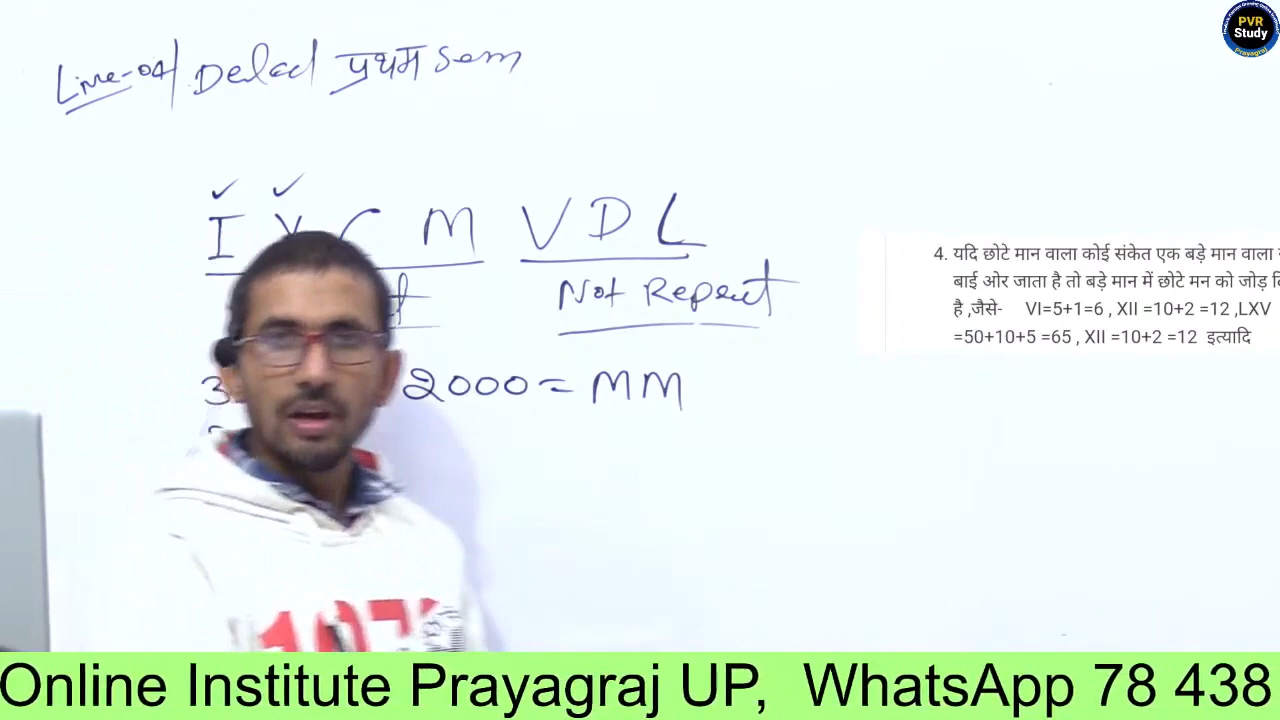 PVR
Study
Prayagraj
Live-04 Deled प्रथम Sem
I X C M V D L
Not Repeat
2000 = MM
4. यदि छोटे मान वाला कोई संकेत एक बड़े मान वाला
बाई ओर जाता है तो बड़े मान में छोटे मन को जोड़
है ,जैसे- VI=5+1=6 , XII =10+2 =12 ,LXV
=50+10+5 =65 , XII =10+2 =12 इत्यादि
Online Institute Prayagraj UP, WhatsApp 78 438